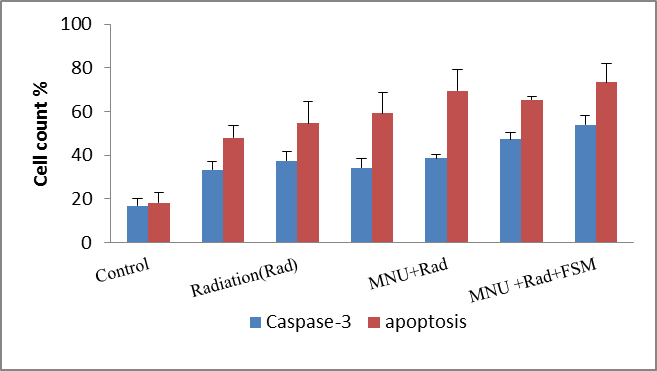 100
80
60
40
20
0
Cell count %
Control
Radiation(Rad)
MNU+Rad
MNU +Rad+FSM
Caspase-3
apoptosis